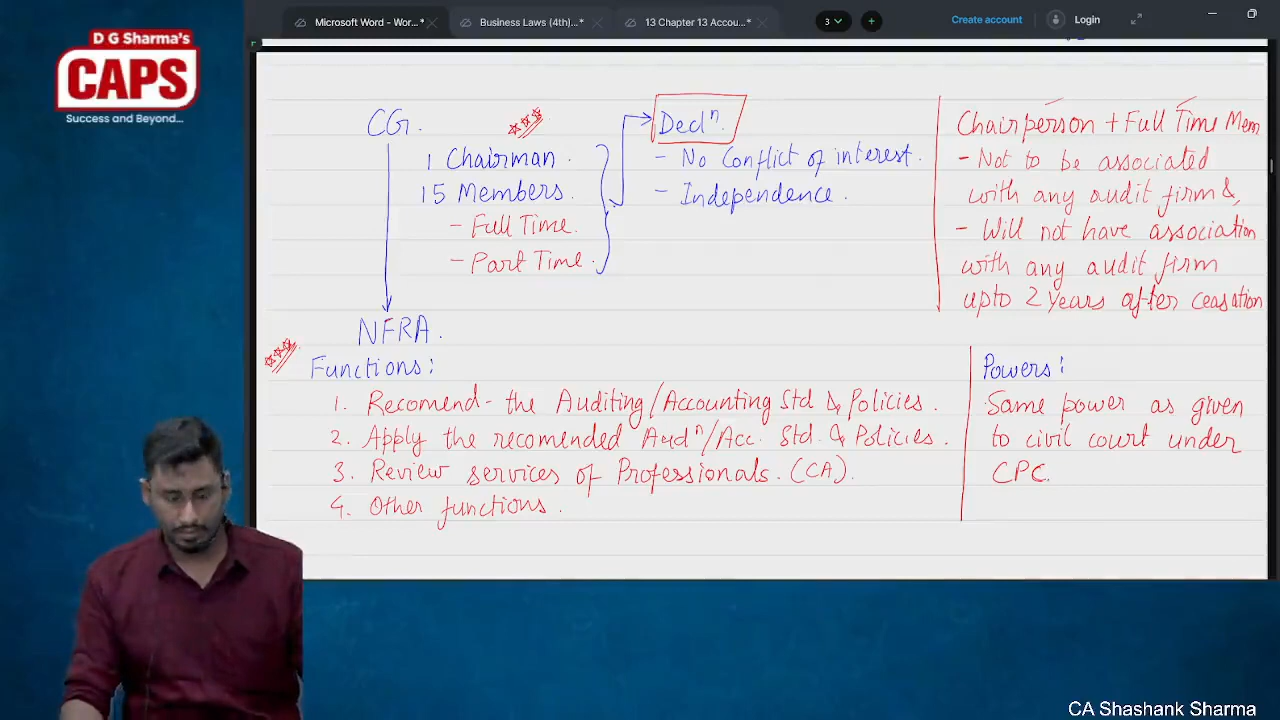 Microsoft Word - Wor...*
Business Laws (4th)...*
13 Chapter 13 Accou...*
3
Create account
Login
D G Sharma's
CAPS
Success and Beyond...
CG.
1 Chairman.
15 Members.
- Full Time.
- Part Time.
NFRA.
Decl^n.
- No Conflict of interest.
- Independence.
Chairperson + Full Time Mem
- Not to be associated
with any audit firm &
- Will not have association
with any audit firm
upto 2 years after cessation
Functions:
1. Recomend - the Auditing/Accounting Std & Policies.
2. Apply the recomended Aud^n/Acc. Std. & Policies.
3. Review services of Professionals. (CA).
4. Other functions.
Powers:
Same power as given
to civil court under
CPC.
CA Shashank Sharma